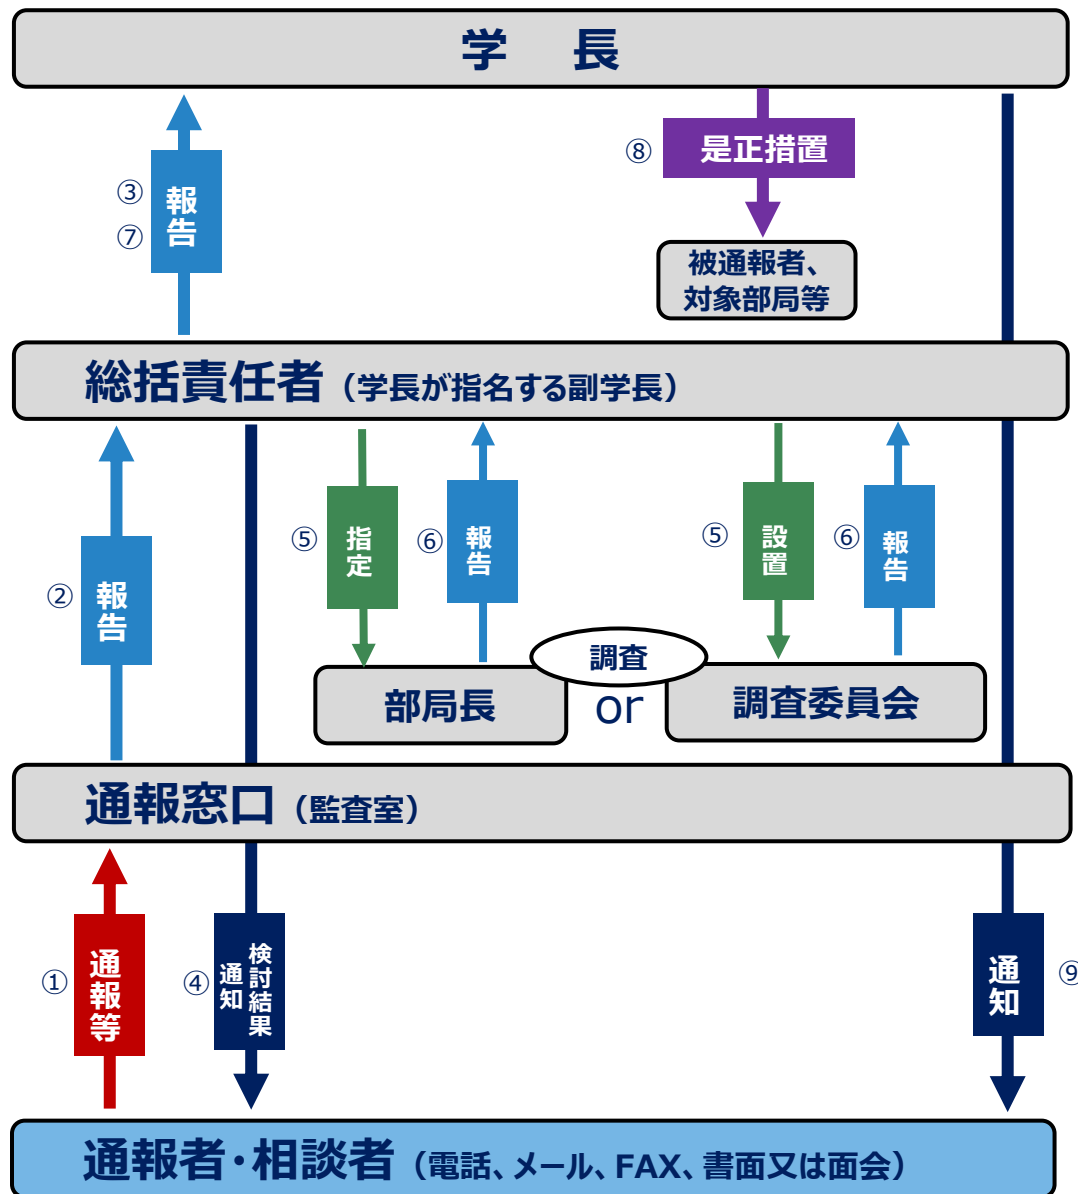 学　長
⑧
是正措置
③
⑦
報告
被通報者、
対象部局等
総括責任者（学長が指名する副学長）
②
報告
⑤
指定
⑥
報告
⑤
設置
⑥
報告
調査
部局長
or
調査委員会
通報窓口（監査室）
①
通報等
④
検討結果
通知
通知
⑨
通報者・相談者（電話、メール、FAX、書面又は面会）